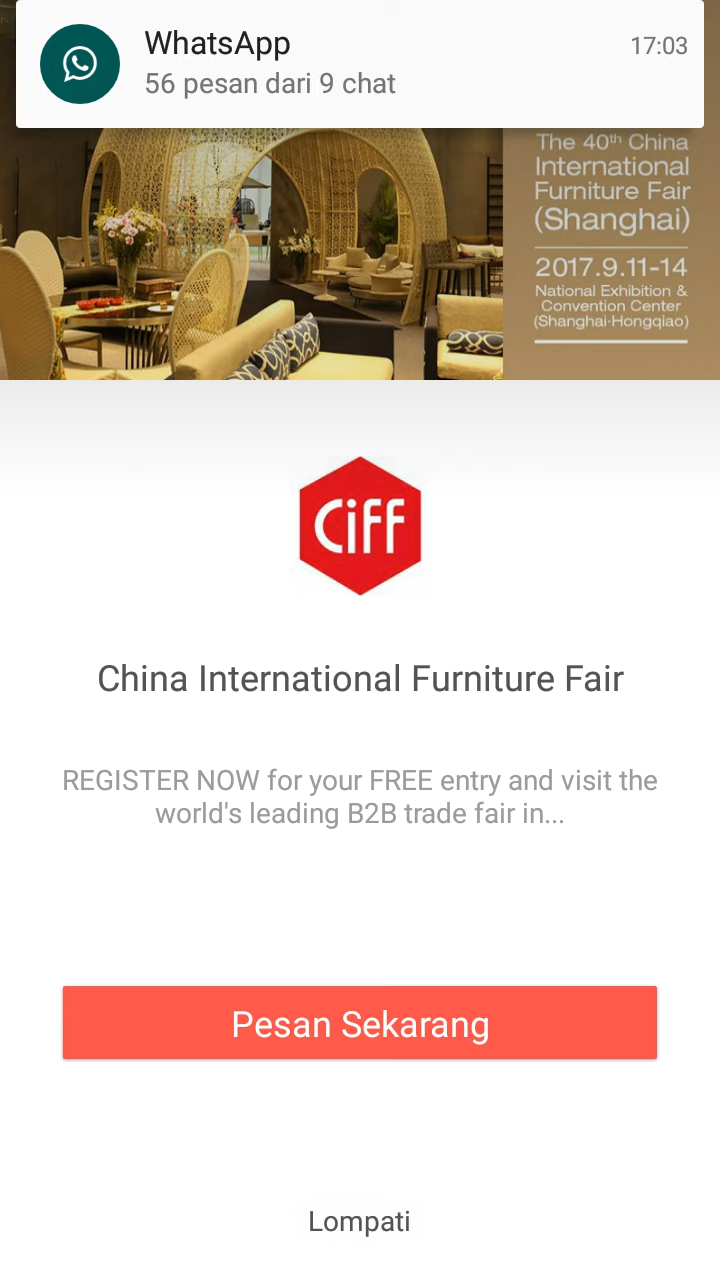 WhatsApp
17:03
56 pesan dari 9 chat
The 40th China
International
Furniture Fair
(Shanghai)
2017.9.11-14
National Exhibition &
Convention Center
(Shanghai·Hongqiao)
Ciff
China International Furniture Fair
REGISTER NOW for your FREE entry and visit the
world's leading B2B trade fair in...
Pesan Sekarang
Lompati